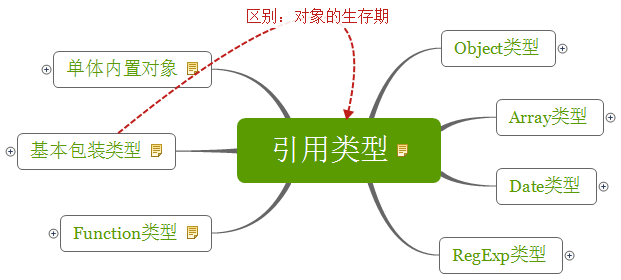 区别：对象的生存期
单体内置对象
Object类型
Array类型
基本包装类型
引用类型
Date类型
Function类型
RegExp类型